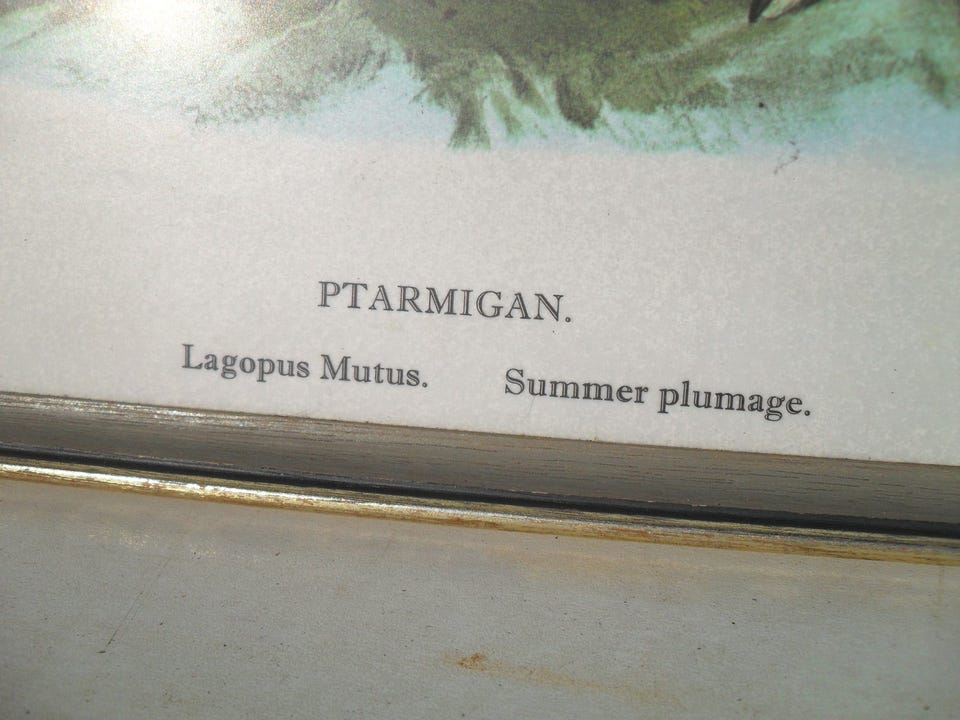 PTARMIGAN.
Lagopus Mutus. Summer plumage.